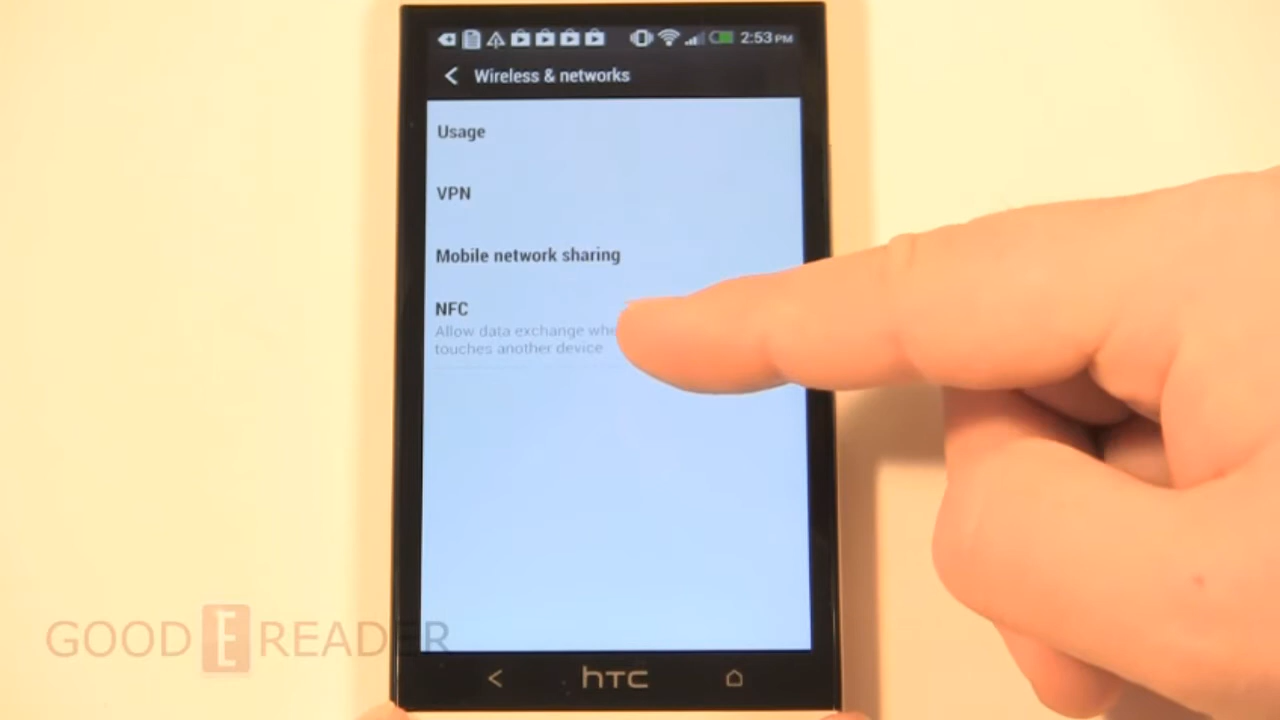 2:53 PM
Wireless & networks
Usage
VPN
Mobile network sharing
NFC
Allow data exchange
touches another device
GOOD E READER
hTC